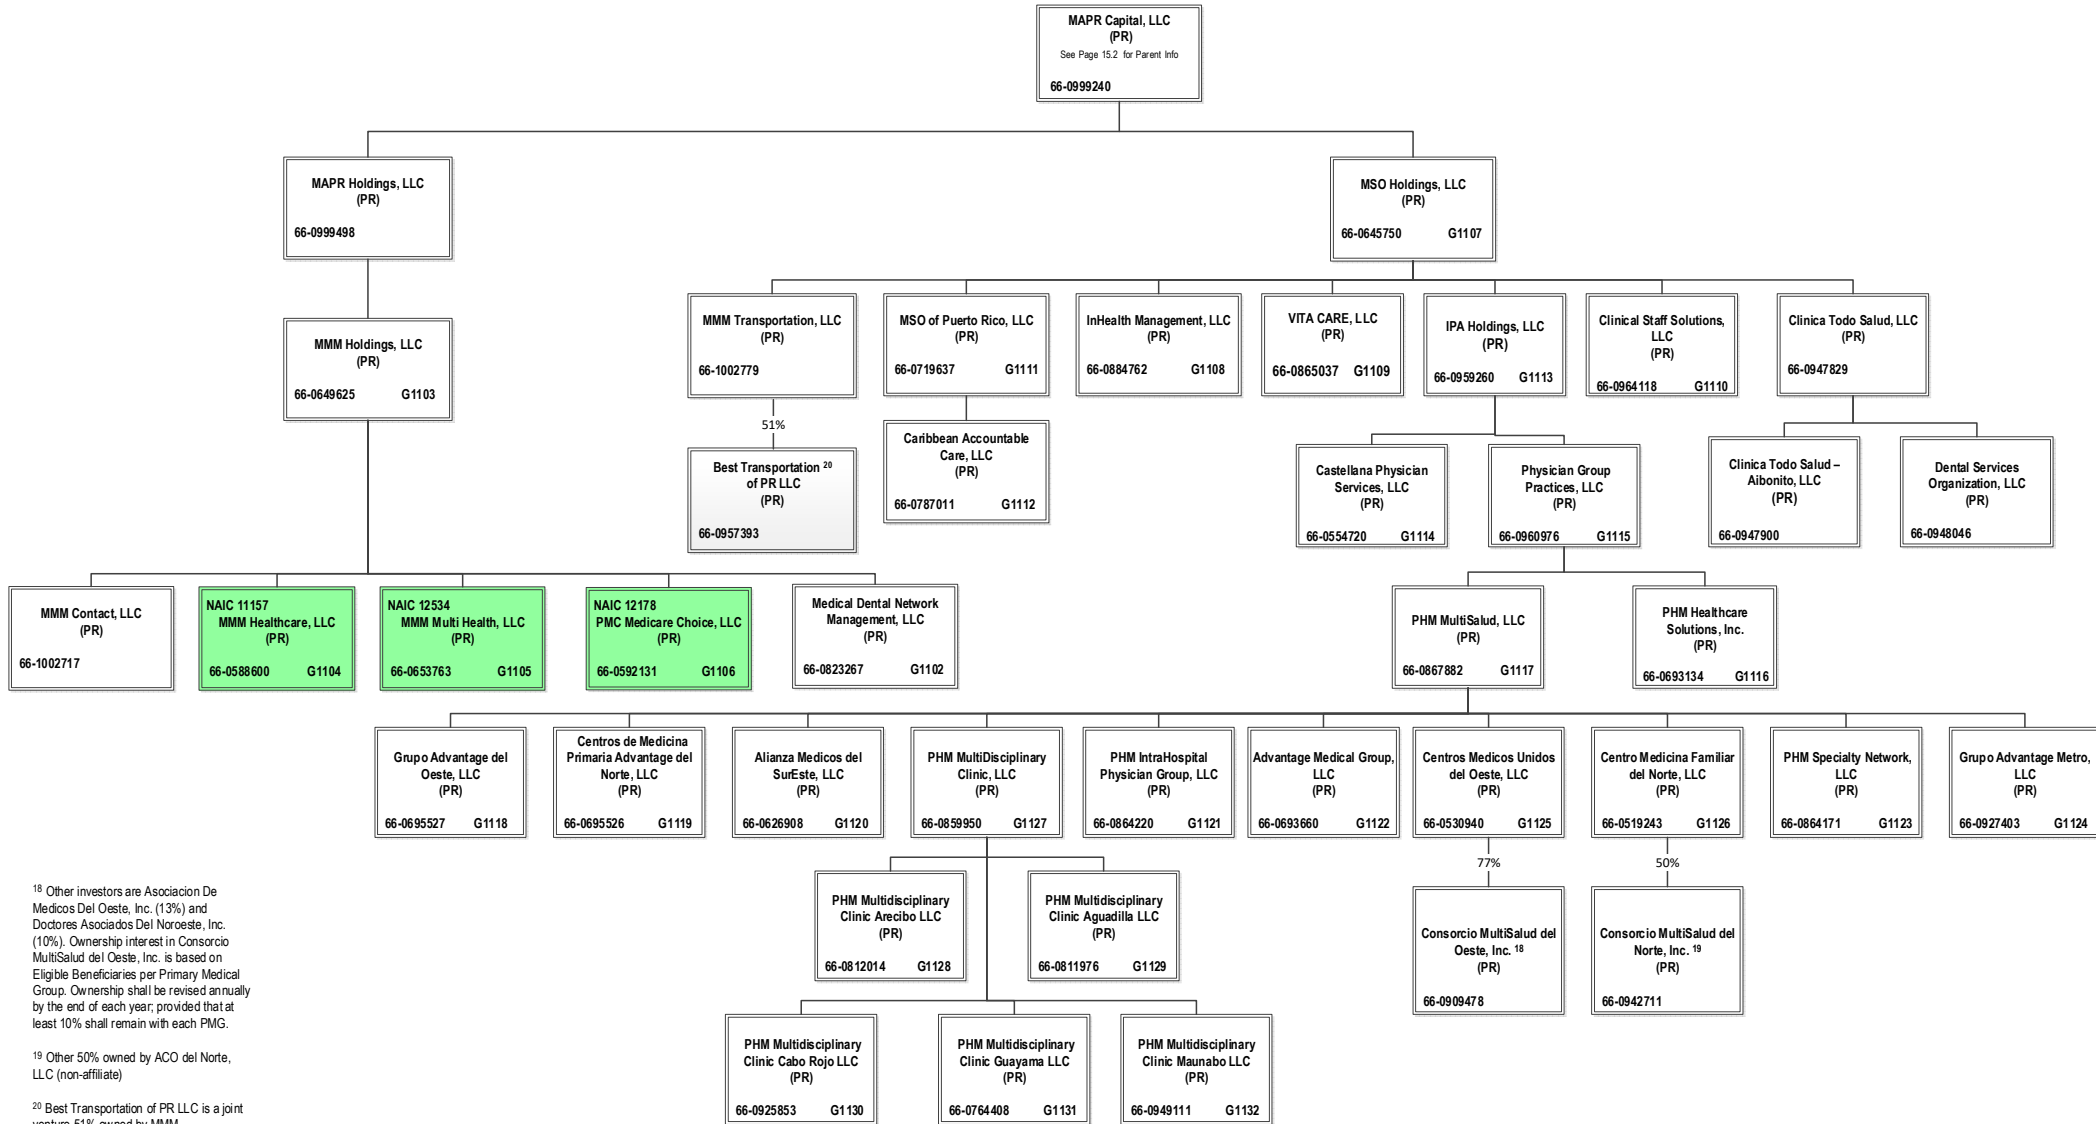 MAPR Capital, LLC
(PR)
See Page 15.2 for Parent Info
66-0999240
MAPR Holdings, LLC
(PR)
66-0999498
MSO Holdings, LLC
(PR)
66-0645750 G1107
MMM Holdings, LLC
(PR)
66-0649625 G1103
MMM Transportation, LLC
(PR)
66-1002779
MSO of Puerto Rico, LLC
(PR)
66-0719637 G1111
InHealth Management, LLC
(PR)
66-0884762 G1108
VITA CARE, LLC
(PR)
66-0865037 G1109
IPA Holdings, LLC
(PR)
66-0959260 G1113
Clinical Staff Solutions,
LLC
(PR)
66-0964118 G1110
Clinica Todo Salud, LLC
(PR)
66-0947829
51%
Best Transportation 20
of PR LLC
(PR)
66-0957393
Caribbean Accountable
Care, LLC
(PR)
66-0787011 G1112
Castellana Physician
Services, LLC
(PR)
66-0554720 G1114
Physician Group
Practices, LLC
(PR)
66-0960976 G1115
Clinica Todo Salud –
Aibonito, LLC
(PR)
66-0947900
Dental Services
Organization, LLC
(PR)
66-0948046
MMM Contact, LLC
(PR)
66-1002717
NAIC 11157
MMM Healthcare, LLC
(PR)
66-0588600 G1104
NAIC 12534
MMM Multi Health, LLC
(PR)
66-0653763 G1105
NAIC 12178
PMC Medicare Choice, LLC
(PR)
66-0592131 G1106
Medical Dental Network
Management, LLC
(PR)
66-0823267 G1102
PHM MultiSalud, LLC
(PR)
66-0867882 G1117
PHM Healthcare
Solutions, Inc.
(PR)
66-0693134 G1116
Grupo Advantage del
Oeste, LLC
(PR)
66-0695527 G1118
Centros de Medicina
Primaria Advantage del
Norte, LLC
(PR)
66-0695526 G1119
Alianza Medicos del
SurEste, LLC
(PR)
66-0626908 G1120
PHM MultiDisciplinary
Clinic, LLC
(PR)
66-0859950 G1127
PHM IntraHospital
Physician Group, LLC
(PR)
66-0864220 G1121
Advantage Medical Group,
LLC
(PR)
66-0693660 G1122
Centros Medicos Unidos
del Oeste, LLC
(PR)
66-0530940 G1125
Centro Medicina Familiar
del Norte, LLC
(PR)
66-0519243 G1126
PHM Specialty Network,
LLC
(PR)
66-0864171 G1123
Grupo Advantage Metro,
LLC
(PR)
66-0927403 G1124
PHM Multidisciplinary
Clinic Arecibo LLC
(PR)
66-0812014 G1128
PHM Multidisciplinary
Clinic Aguadilla LLC
(PR)
66-0811976 G1129
77%
Consorcio MultiSalud del
Oeste, Inc. 18
(PR)
66-0909478
50%
Consorcio MultiSalud del
Norte, Inc. 19
(PR)
66-0942711
PHM Multidisciplinary
Clinic Cabo Rojo LLC
(PR)
66-0925853 G1130
PHM Multidisciplinary
Clinic Guayama LLC
(PR)
66-0764408 G1131
PHM Multidisciplinary
Clinic Maunabo LLC
(PR)
66-0949111 G1132
18 Other investors are Asociacion De
Medicos Del Oeste, Inc. (13%) and
Doctores Asociados Del Noroeste, Inc.
(10%). Ownership interest in Consorcio
MultiSalud del Oeste, Inc. is based on
Eligible Beneficiaries per Primary Medical
Group. Ownership shall be revised annually
by the end of each year; provided that at
least 10% shall remain with each PMG.
19 Other 50% owned by ACO del Norte,
LLC (non-affiliate)
20 Best Transportation of PR LLC is a joint
venture 51% owned by MMM